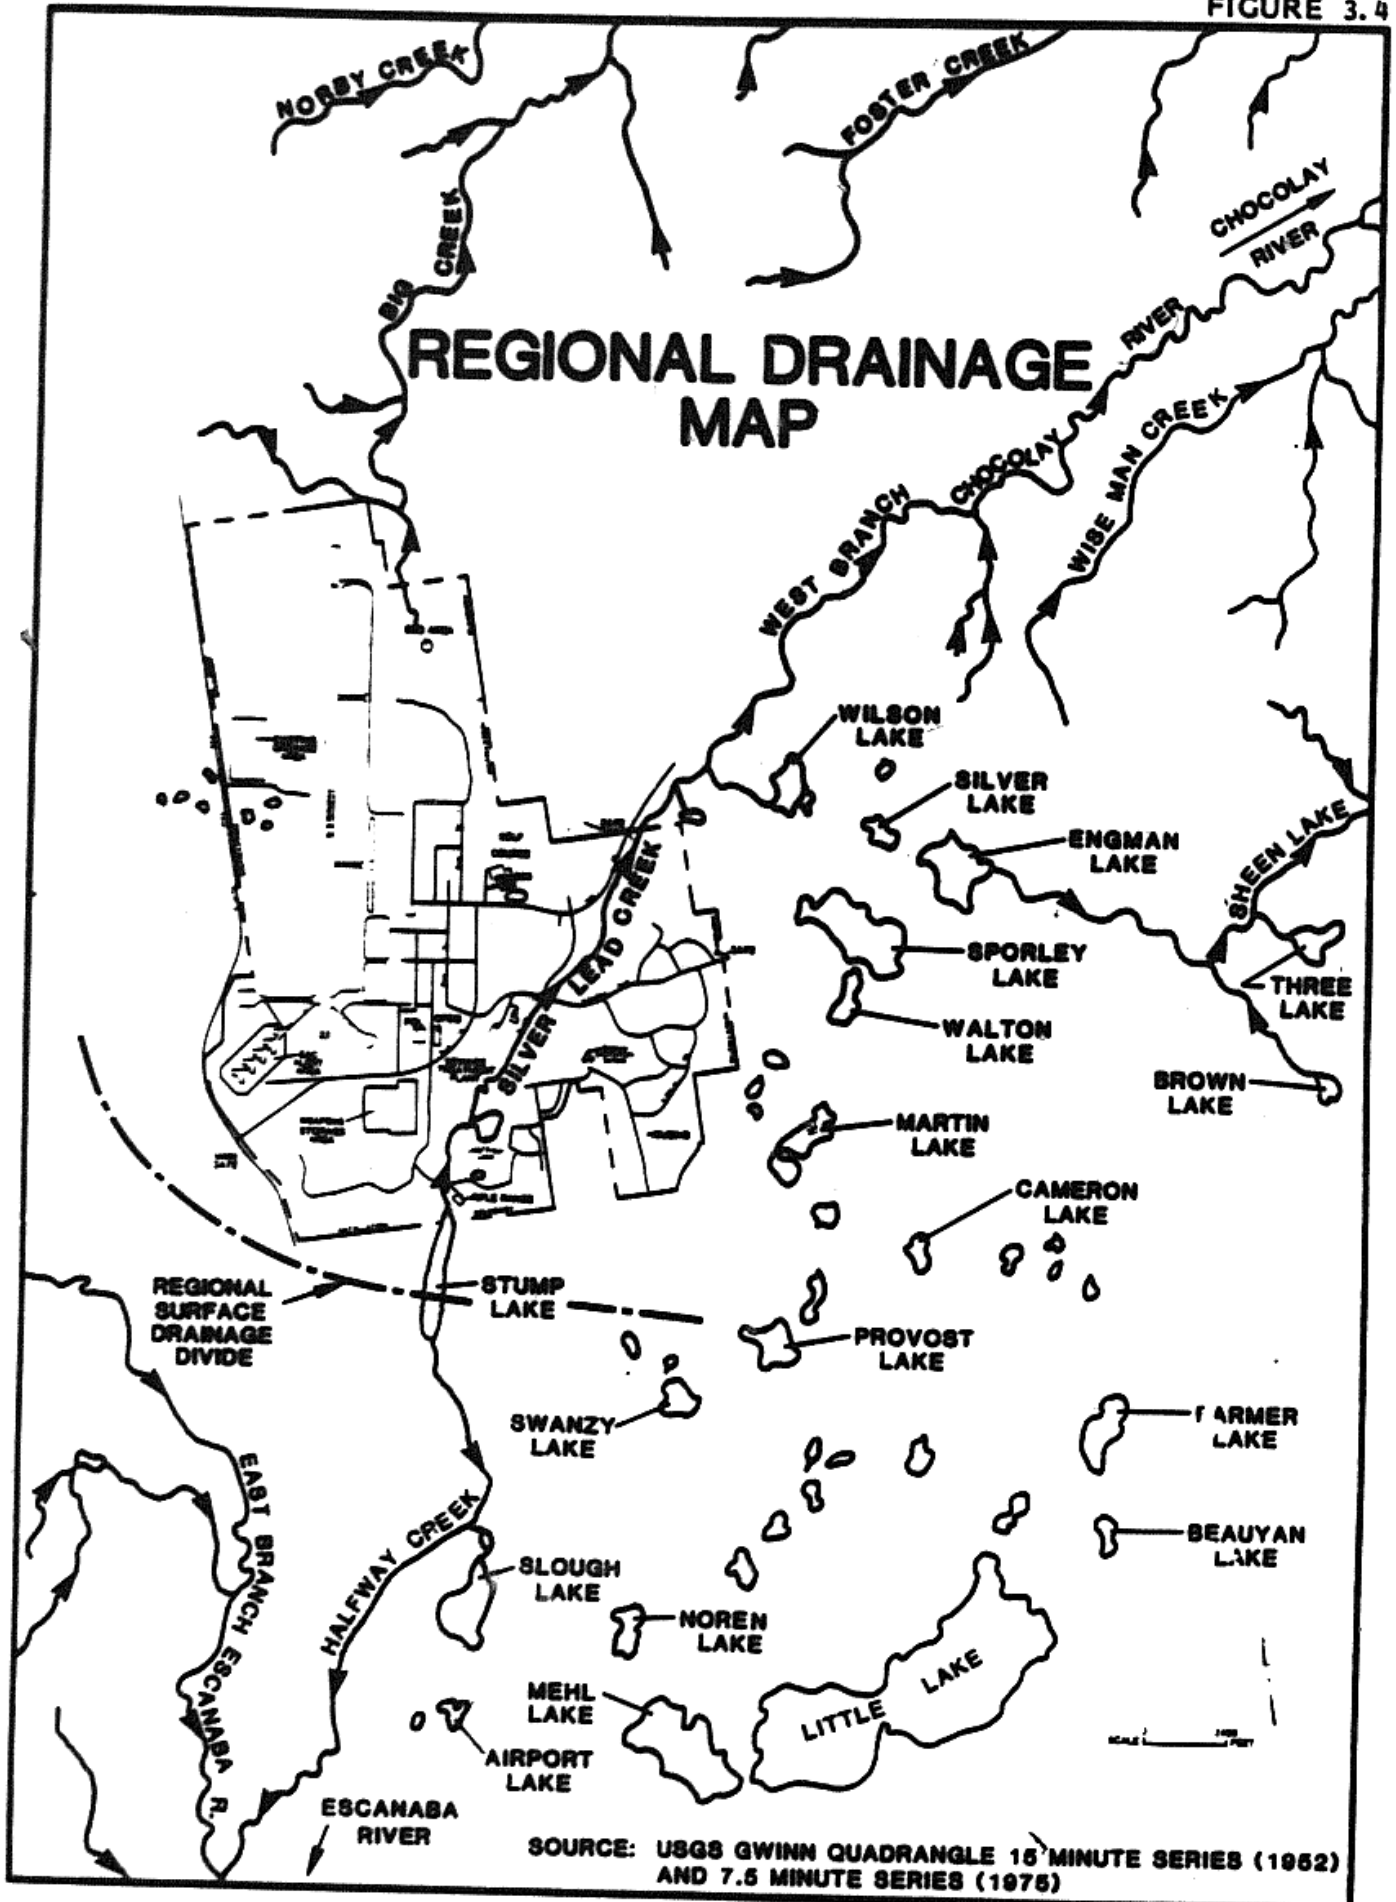 FIGURE 3.4
NORBY CREEK
FOSTER CREEK
BIG CREEK
CHOCOLAY
RIVER
REGIONAL DRAINAGE
MAP
WEST BRANCH CHOCOLAY RIVER
WISE MAN CREEK
WILSON
LAKE
SILVER
LAKE
ENGMAN
LAKE
SHEEN LAKE
SILVER LEAD CREEK
SPORLEY
LAKE
THREE
LAKE
WALTON
LAKE
BROWN
LAKE
MARTIN
LAKE
CAMERON
LAKE
REGIONAL
SURFACE
DRAINAGE
DIVIDE
STUMP
LAKE
PROVOST
LAKE
SWANZY
LAKE
LAKE
EAST BRANCH ESCANABA R.
HALFWAY CREEK
BEAUYAN
LAKE
SLOUGH
LAKE
NOREN
LAKE
LITTLE LAKE
MEHL
LAKE
AIRPORT
LAKE
SCALE
FEET
ESCANABA
RIVER
SOURCE: USGS GWINN QUADRANGLE 15 MINUTE SERIES (1952)
AND 7.5 MINUTE SERIES (1975)